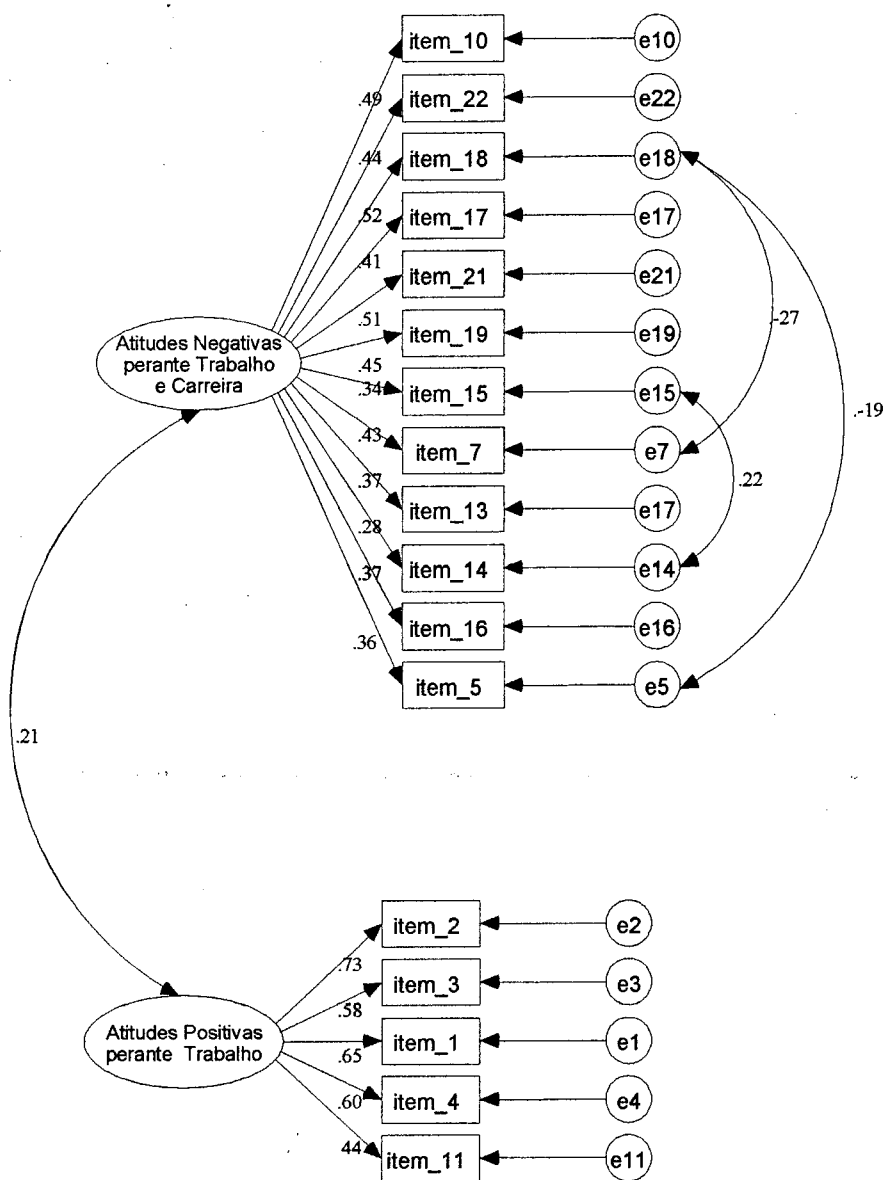 item_10
e10
.49
item_22
e22
.44
item_18
e18
.52
item_17
e17
.41
item_21
e21
.51
item_19
e19
.-27
Atitudes Negativas
perante Trabalho
e Carreira
.45
.34
item_15
e15
.-19
.43
item_7
e7
.22
.37
item_13
e17
.28
item_14
e14
.37
item_16
e16
.36
item_5
e5
.21
item_2
e2
.73
item_3
e3
.58
Atitudes Positivas
perante Trabalho
item_1
e1
.65
item_4
e4
.60
.44
item_11
e11